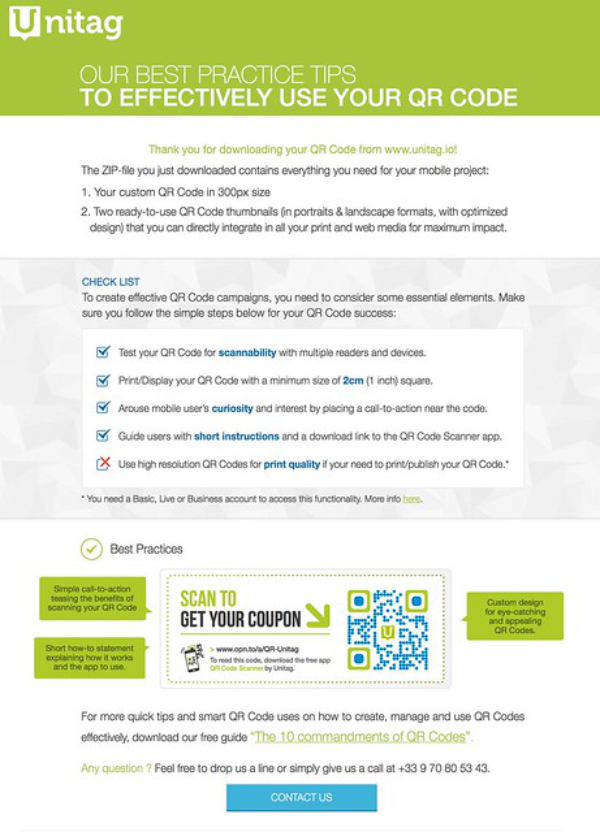 Unitag
OUR BEST PRACTICE TIPS
TO EFFECTIVELY USE YOUR QR CODE
Thank you for downloading your QR Code from www.unitag.io!
The ZIP-file you just downloaded contains everything you need for your mobile project:
1. Your custom QR Code in 300px size
2. Two ready-to-use QR Code thumbnails (in portraits & landscape formats, with optimized
design) that you can directly integrate in all your print and web media for maximum impact.
CHECK LIST
To create effective QR Code campaigns, you need to consider some essential elements. Make
sure you follow the simple steps below for your QR Code success:
Test your QR Code for scannability with multiple readers and devices.
Print/Display your QR Code with a minimum size of 2cm (1 inch) square.
Arouse mobile user's curiosity and interest by placing a call-to-action near the code.
Guide users with short instructions and a download link to the QR Code Scanner app.
Use high resolution QR Codes for print quality if your need to print/publish your QR Code.*
* You need a Basic, Live or Business account to access this functionality. More info here.
Best Practices
Simple call-to-action
teasing the benefits of
scanning your QR Code
Short how-to statement
explaining how it works
and the app to use.
SCAN TO
GET YOUR COUPON
> www.opn.to/a/QR-Unitag
To read this code, download the free app
QR Code Scanner by Unitag.
U
Custom design
for eye-catching
and appealing
QR Codes.
For more quick tips and smart QR Code uses on how to create, manage and use QR Codes
effectively, download our free guide "The 10 commandments of QR Codes".
Any question ? Feel free to drop us a line or simply give us a call at +33 9 70 80 53 43.
CONTACT US